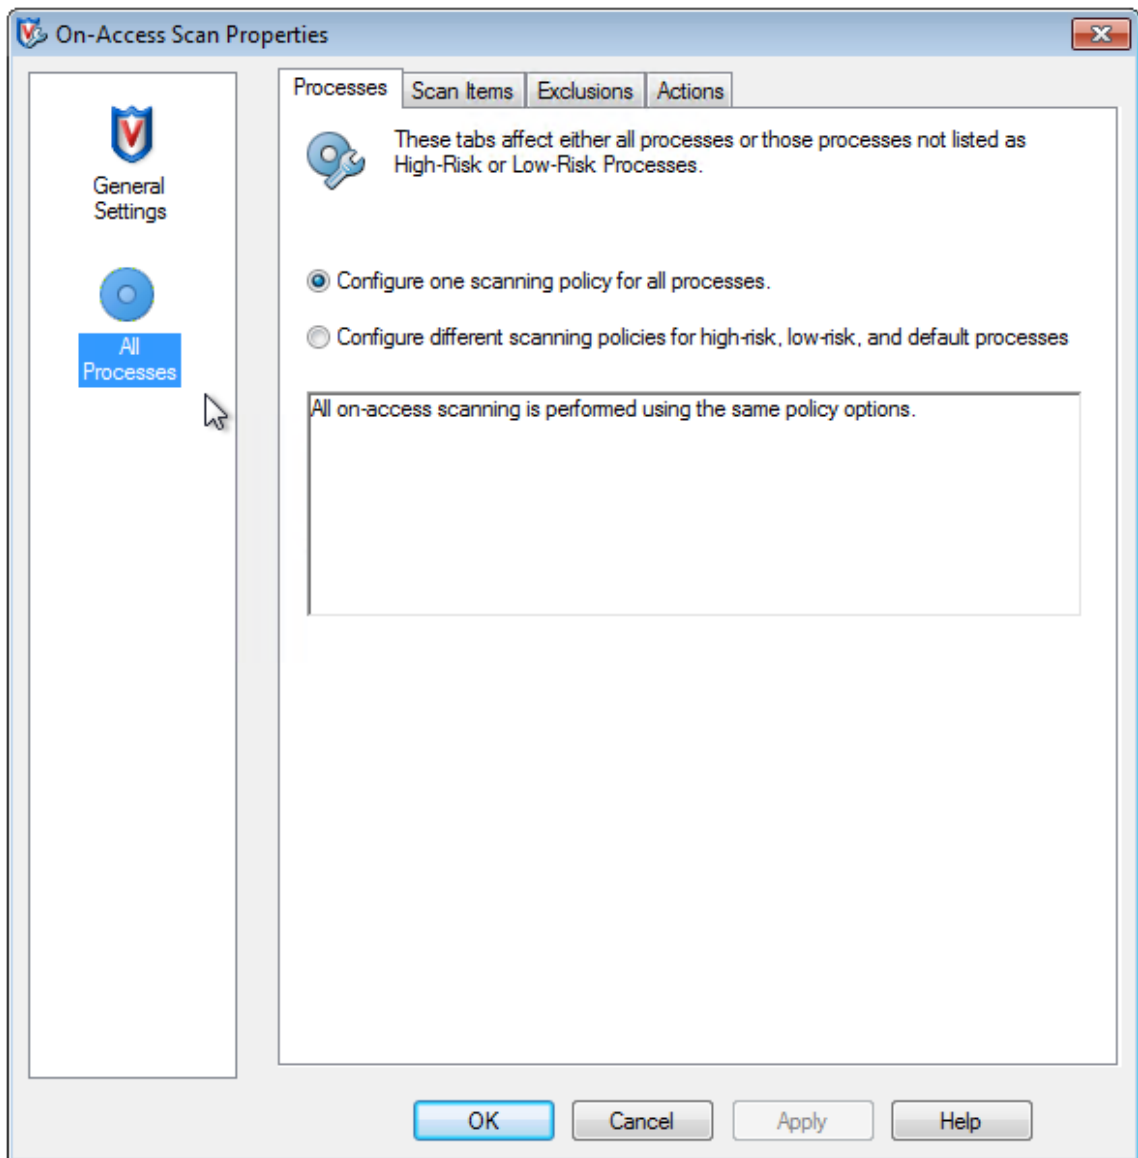 On-Access Scan Properties
General
Settings
All
Processes
Processes
Scan Items
Exclusions
Actions
These tabs affect either all processes or those processes not listed as
High-Risk or Low-Risk Processes.
Configure one scanning policy for all processes.
Configure different scanning policies for high-risk, low-risk, and default processes
All on-access scanning is performed using the same policy options.
OK
Cancel
Apply
Help